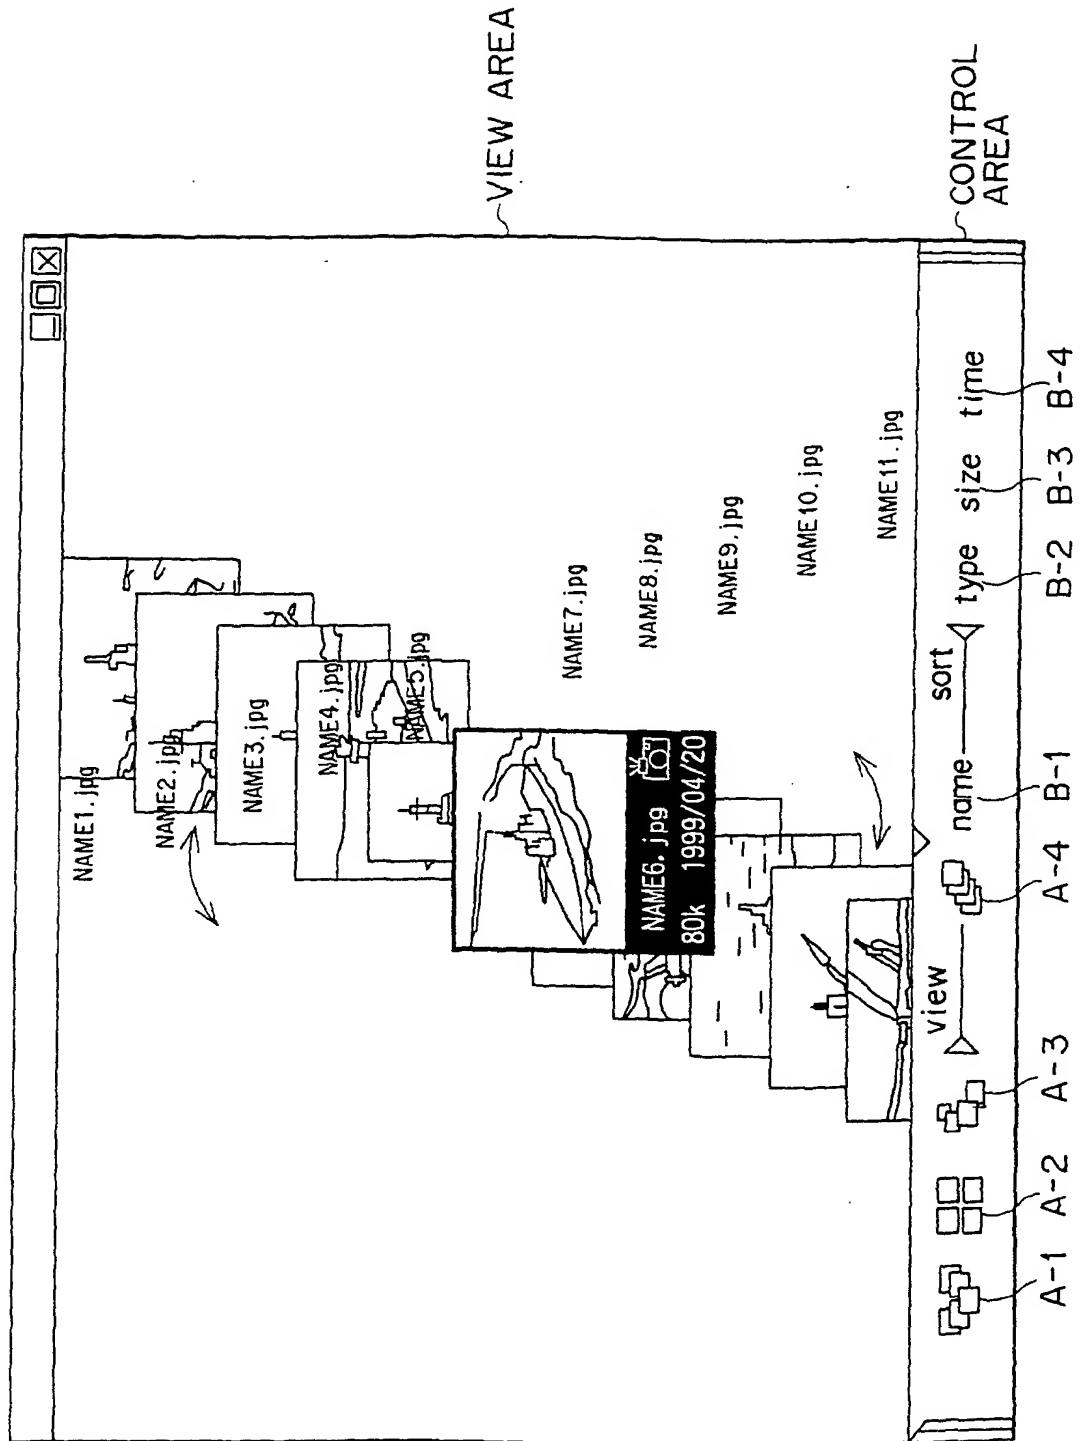 VIEW AREA
NAME1.jpg
NAME2.jpg
NAME3.jpg
NAME4.jpg
NAME5.jpg
NAME6.jpg
80k 1999/04/20
NAME7.jpg
NAME8.jpg
NAME9.jpg
NAME10.jpg
NAME11.jpg
CONTROL
AREA
view sort
name type size time
A-1 A-2 A-3 A-4 B-1 B-2 B-3 B-4